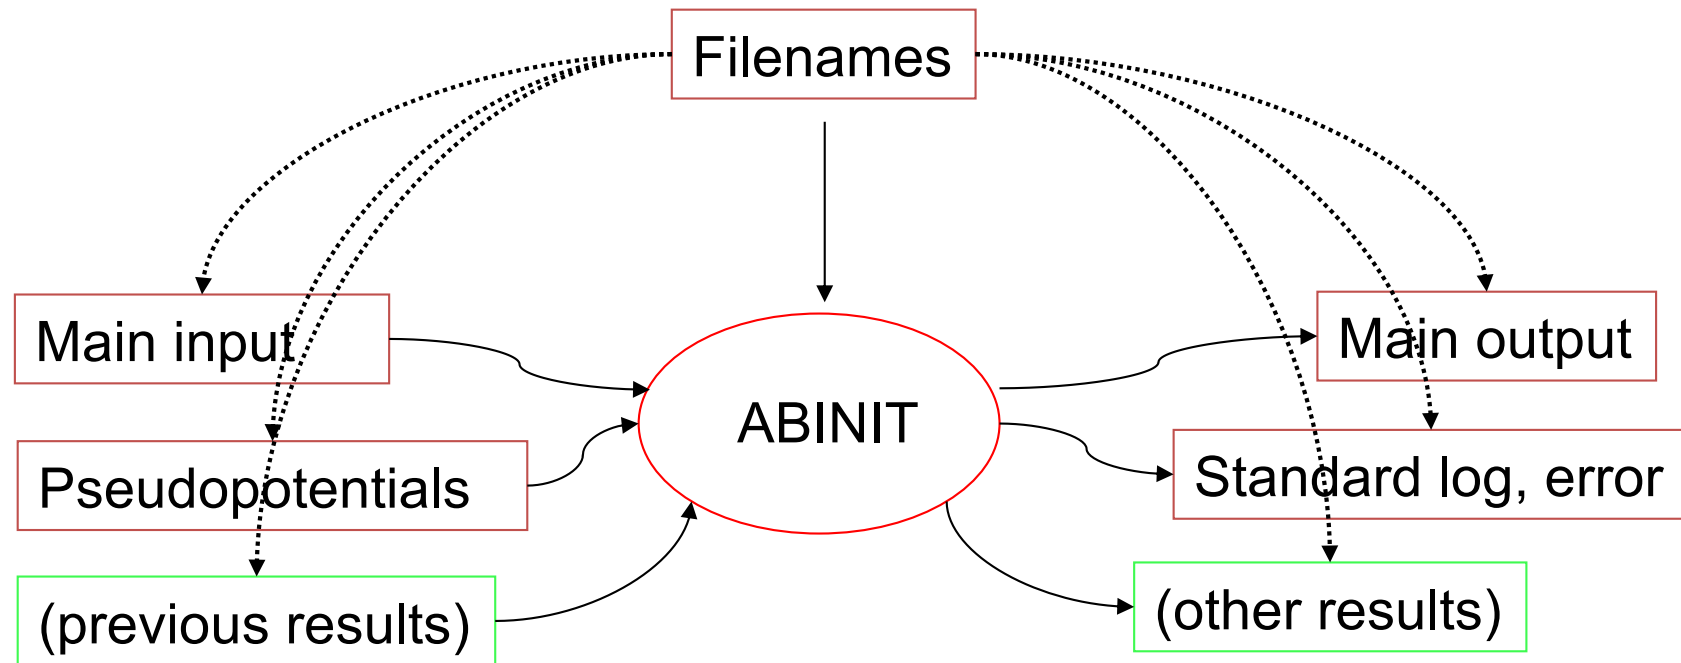 Filenames
Main input
Main output
ABINIT
Pseudopotentials
Standard log, error
(previous results)
(other results)